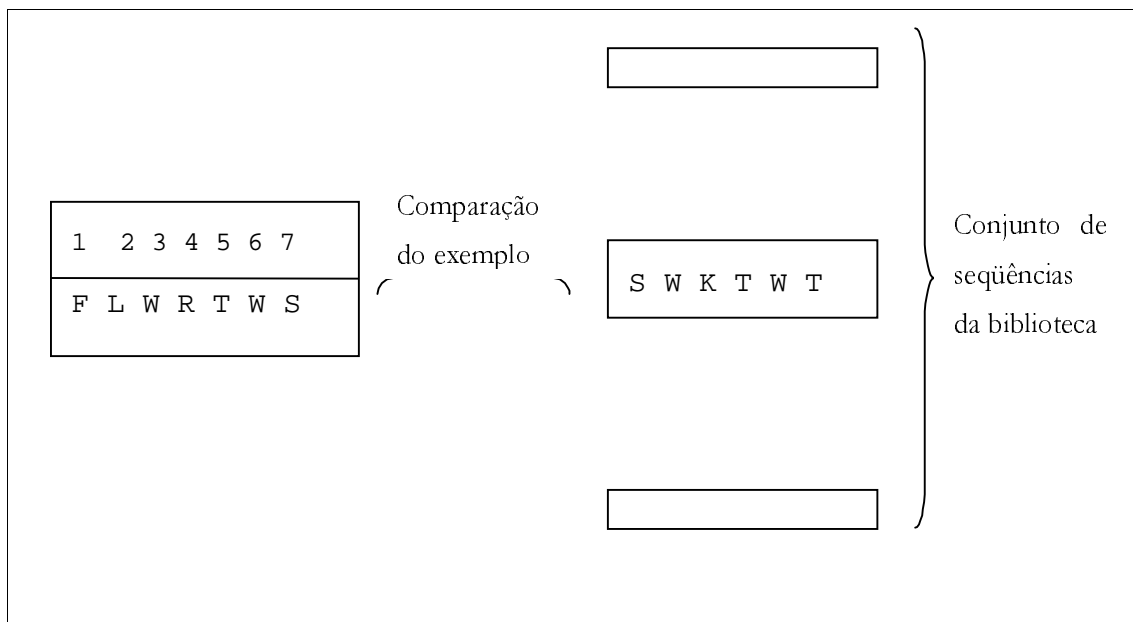 1 2 3 4 5 6 7
F L W R T W S
Comparação
do exemplo
S W K T W T
Conjunto de
seqüências
da biblioteca